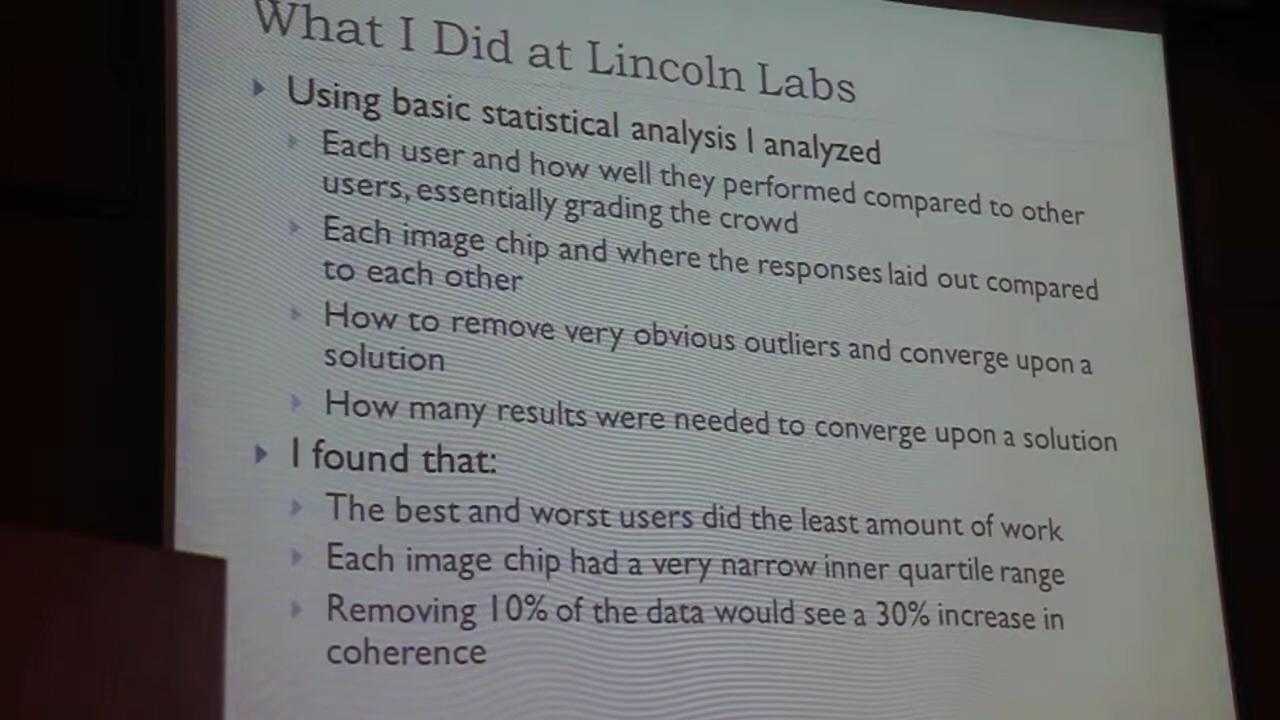 What I Did at Lincoln Labs
Using basic statistical analysis I analyzed
Each user and how well they performed compared to other
users, essentially grading the crowd
Each image chip and where the responses laid out compared
to each other
How to remove very obvious outliers and converge upon a
solution
How many results were needed to converge upon a solution
I found that:
The best and worst users did the least amount of work
Each image chip had a very narrow inner quartile range
Removing 10% of the data would see a 30% increase in
coherence